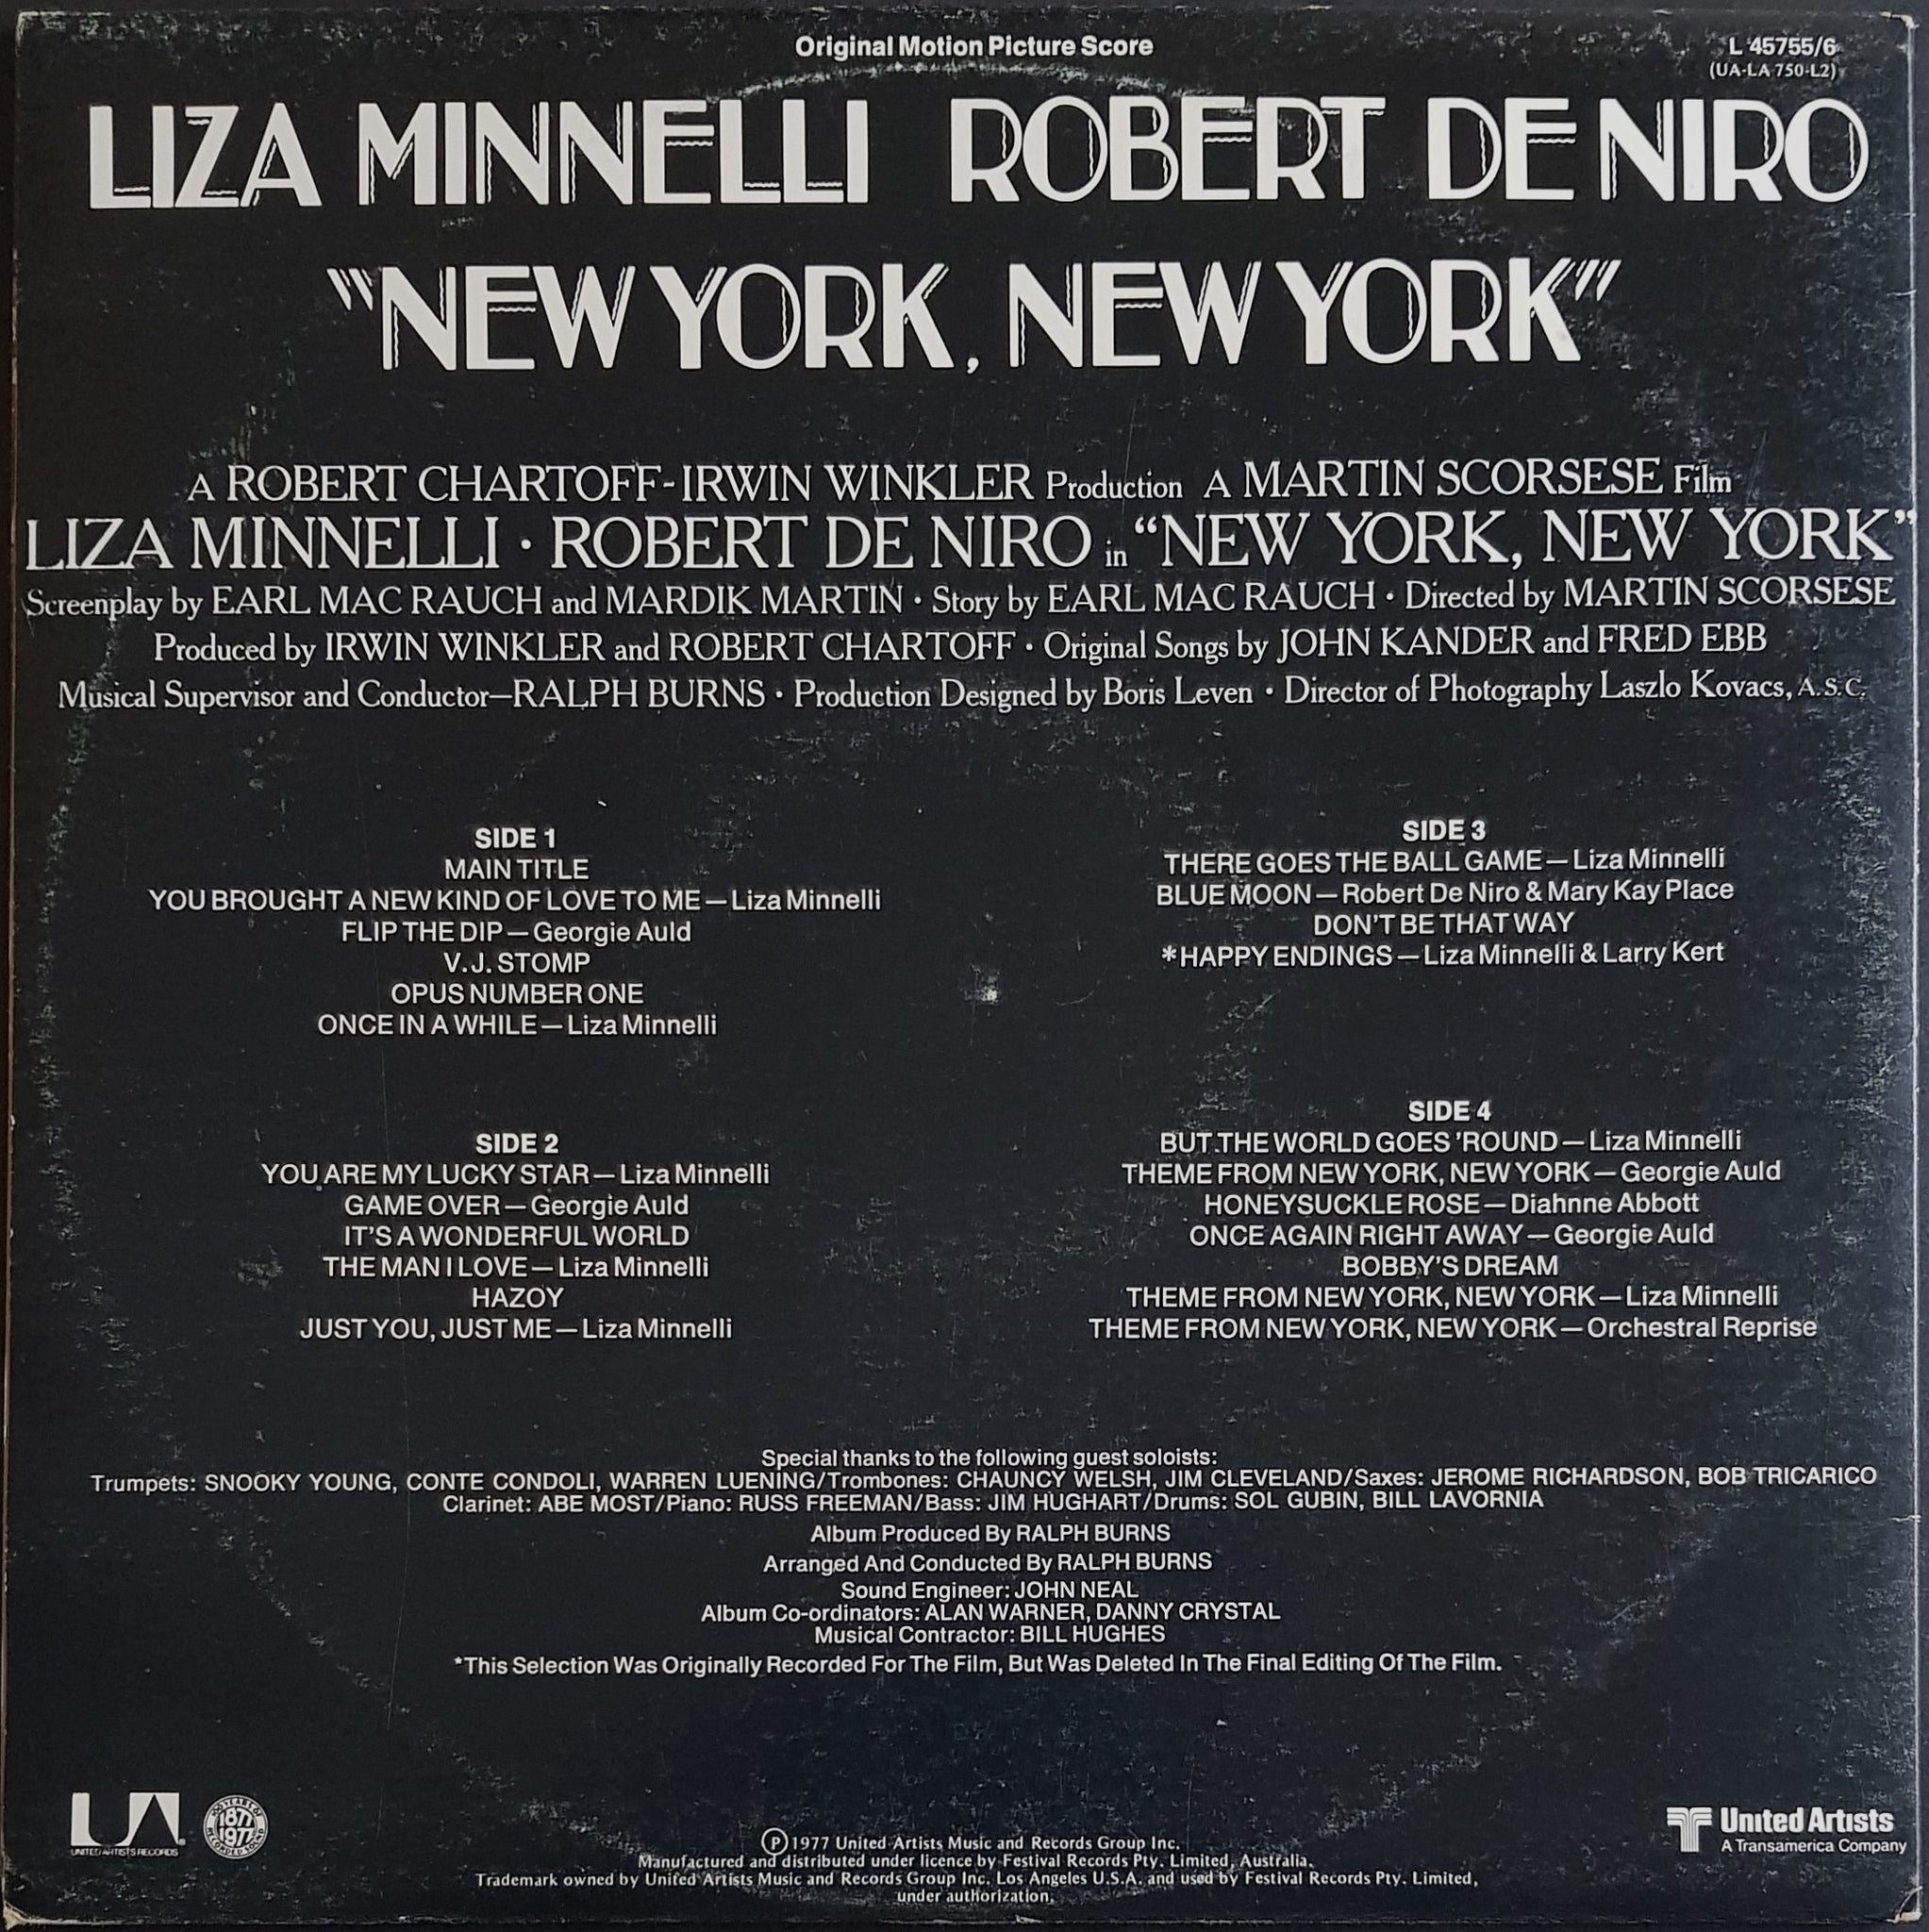 Original Motion Picture Score
L 45755/6
(UA-LA 750-L2)
LIZA MINNELLI ROBERT DE NIRO
"NEW YORK, NEW YORK"
A ROBERT CHARTOFF-IRWIN WINKLER Production A MARTIN SCORSESE Film
LIZA MINNELLI · ROBERT DE NIRO in "NEW YORK, NEW YORK"
Screenplay by EARL MAC RAUCH and MARDIK MARTIN · Story by EARL MAC RAUCH · Directed by MARTIN SCORSESE
Produced by IRWIN WINKLER and ROBERT CHARTOFF · Original Songs by JOHN KANDER and FRED EBB
Musical Supervisor and Conductor—RALPH BURNS · Production Designed by Boris Leven · Director of Photography Laszlo Kovacs, A.S.C.
SIDE 1
MAIN TITLE
YOU BROUGHT A NEW KIND OF LOVE TO ME — Liza Minnelli
FLIP THE DIP — Georgie Auld
V.J. STOMP
OPUS NUMBER ONE
ONCE IN A WHILE — Liza Minnelli
SIDE 2
YOU ARE MY LUCKY STAR — Liza Minnelli
GAME OVER — Georgie Auld
IT'S A WONDERFUL WORLD
THE MAN I LOVE — Liza Minnelli
HAZOY
JUST YOU, JUST ME — Liza Minnelli
SIDE 3
THERE GOES THE BALL GAME — Liza Minnelli
BLUE MOON — Robert De Niro & Mary Kay Place
DON'T BE THAT WAY
*HAPPY ENDINGS — Liza Minnelli & Larry Kert
SIDE 4
BUT THE WORLD GOES 'ROUND — Liza Minnelli
THEME FROM NEW YORK, NEW YORK — Georgie Auld
HONEYSUCKLE ROSE — Diahnne Abbott
ONCE AGAIN RIGHT AWAY — Georgie Auld
BOBBY'S DREAM
THEME FROM NEW YORK, NEW YORK — Liza Minnelli
THEME FROM NEW YORK, NEW YORK — Orchestral Reprise
Special thanks to the following guest soloists:
Trumpets: SNOOKY YOUNG, CONTE CONDOLI, WARREN LUENING/Trombones: CHAUNCY WELSH, JIM CLEVELAND/Saxes: JEROME RICHARDSON, BOB TRICARICO
Clarinet: ABE MOST/Piano: RUSS FREEMAN/Bass: JIM HUGHART/Drums: SOL GUBIN, BILL LAVORNIA
Album Produced By RALPH BURNS
Arranged And Conducted By RALPH BURNS
Sound Engineer: JOHN NEAL
Album Co-ordinators: ALAN WARNER, DANNY CRYSTAL
Musical Contractor: BILL HUGHES
*This Selection Was Originally Recorded For The Film, But Was Deleted In The Final Editing Of The Film.
UA
UNITED ARTISTS RECORDS
100 YEARS OF
1877
1977
RECORDED SOUND
℗ 1977 United Artists Music and Records Group Inc.
Manufactured and distributed under licence by Festival Records Pty. Limited, Australia.
Trademark owned by United Artists Music and Records Group Inc. Los Angeles U.S.A. and used by Festival Records Pty. Limited,
under authorization.
United Artists
A Transamerica Company